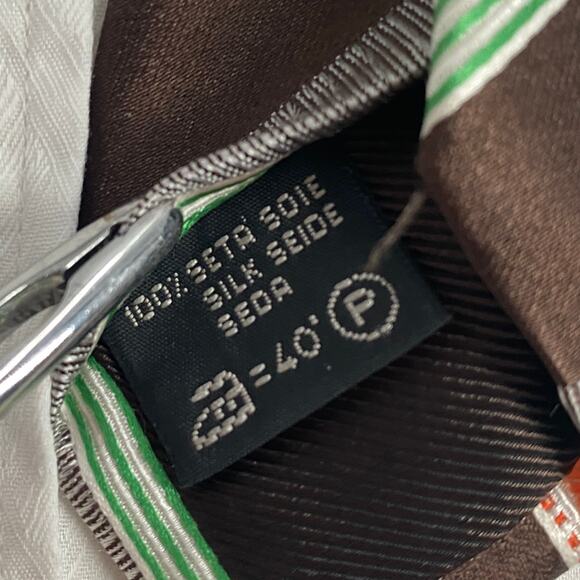 100% SETA SOIE
SILK SEIDE
SEDA
=40° P